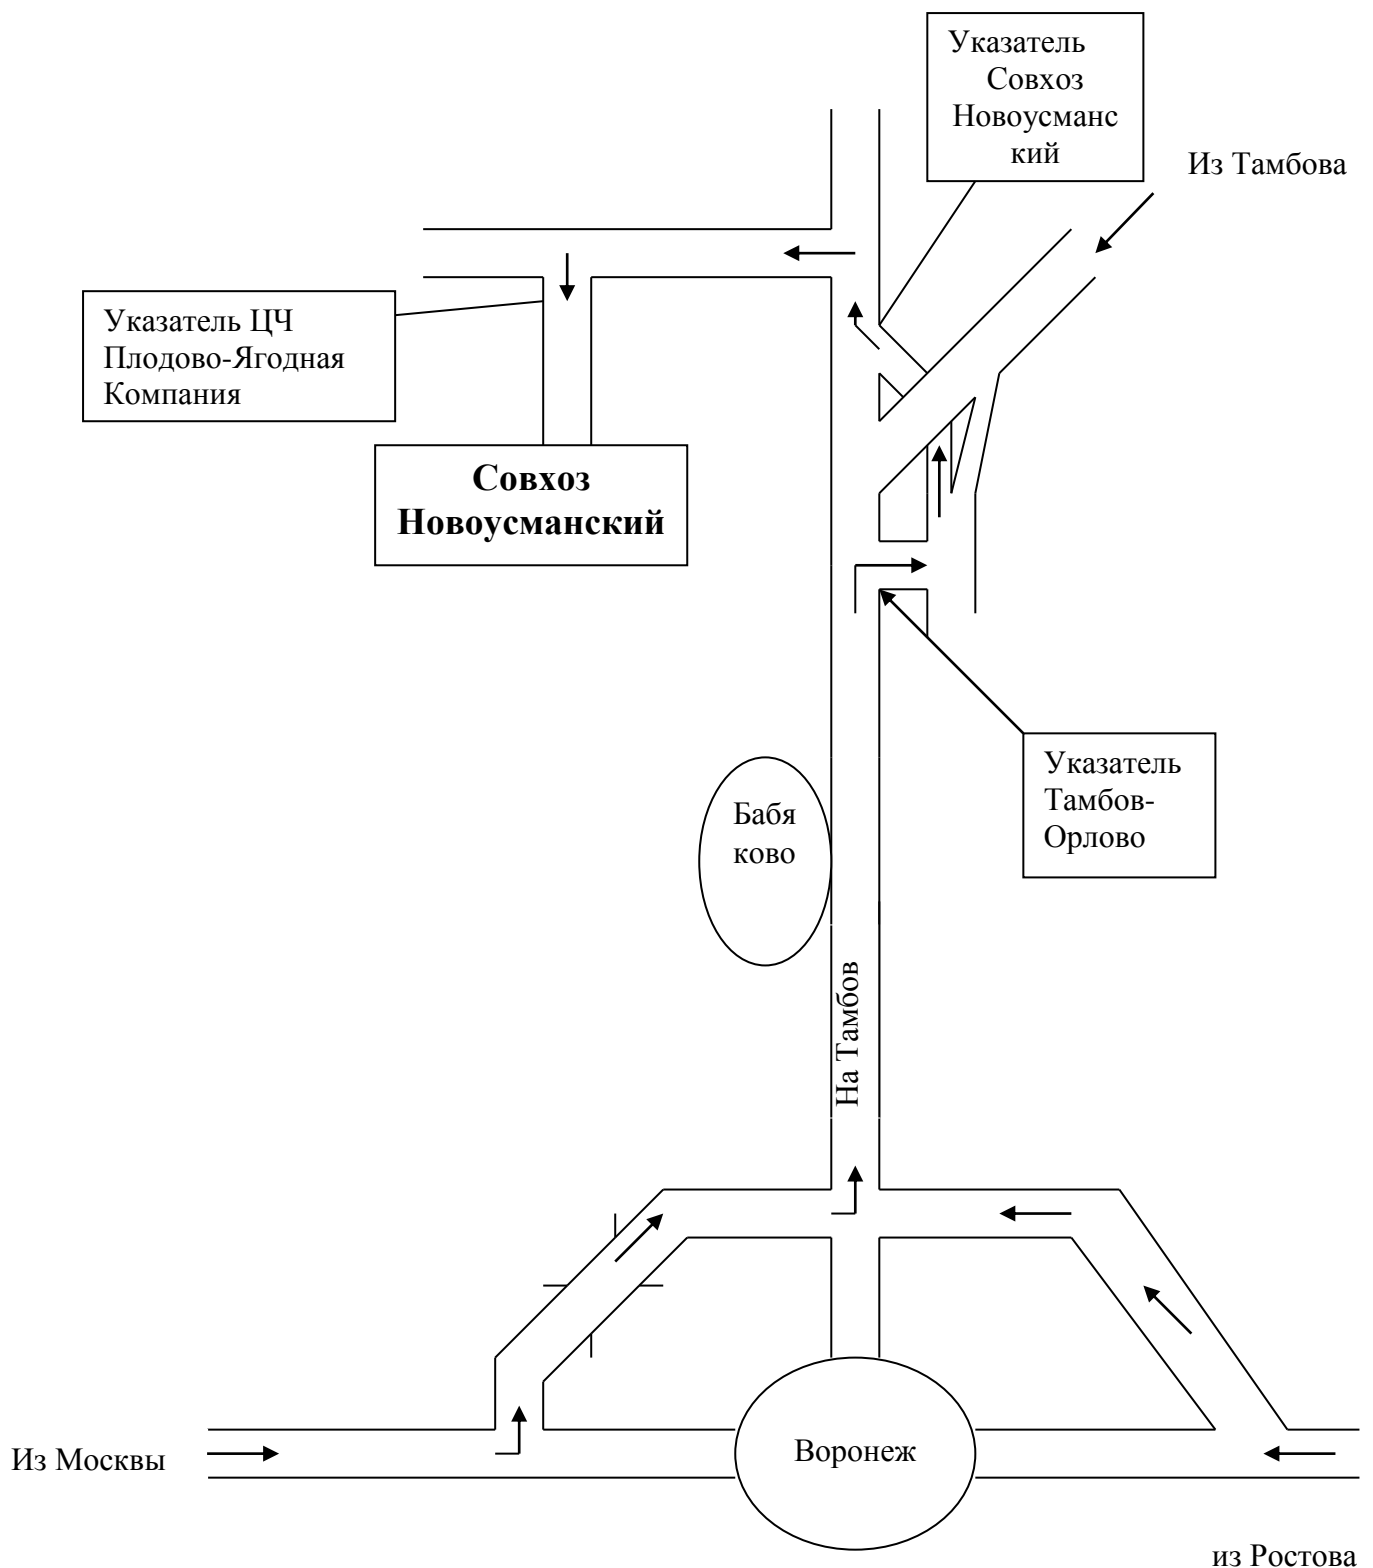 Указатель
Совхоз
Новоусманс
кий
Из Тамбова
Указатель ЦЧ
Плодово-Ягодная
Компания
Совхоз
Новоусманский
Указатель
Тамбов-
Орлово
Бабя
ково
На Тамбов
Из Москвы
Воронеж
из Ростова